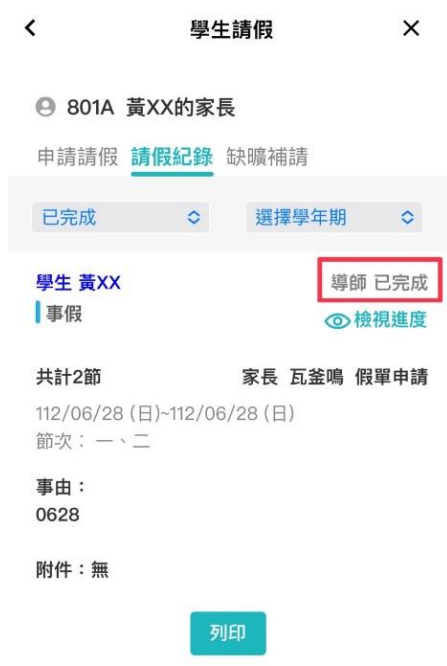 學生請假
801A 黃XX的家長
申請請假 請假紀錄 缺曠補請
已完成 選擇學年期
學生 黃XX 導師 已完成
事假 檢視進度
共計2節 家長 瓦釜鳴 假單申請
112/06/28 (日)~112/06/28 (日)
節次： 一、二
事由：
0628
附件：無
列印